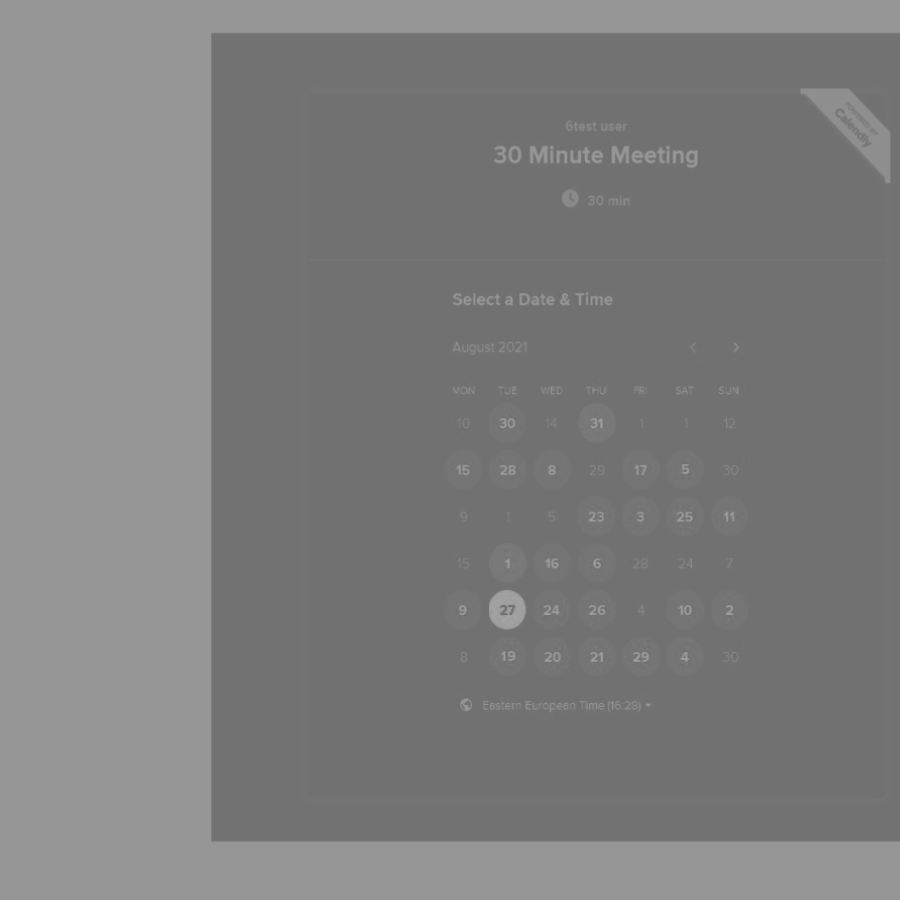 6test user
30 Minute Meeting
30 min
POWERED BY
Calendly
Select a Date & Time
August 2021
MON TUE WED THU FRI SAT SUN
10 30 14 31 1 1 12
15 28 8 29 17 5 30
9 1 5 23 3 25 11
15 1 16 6 28 24 7
9 27 24 26 4 10 2
8 19 20 21 29 4 30
Eastern European Time (16:28)